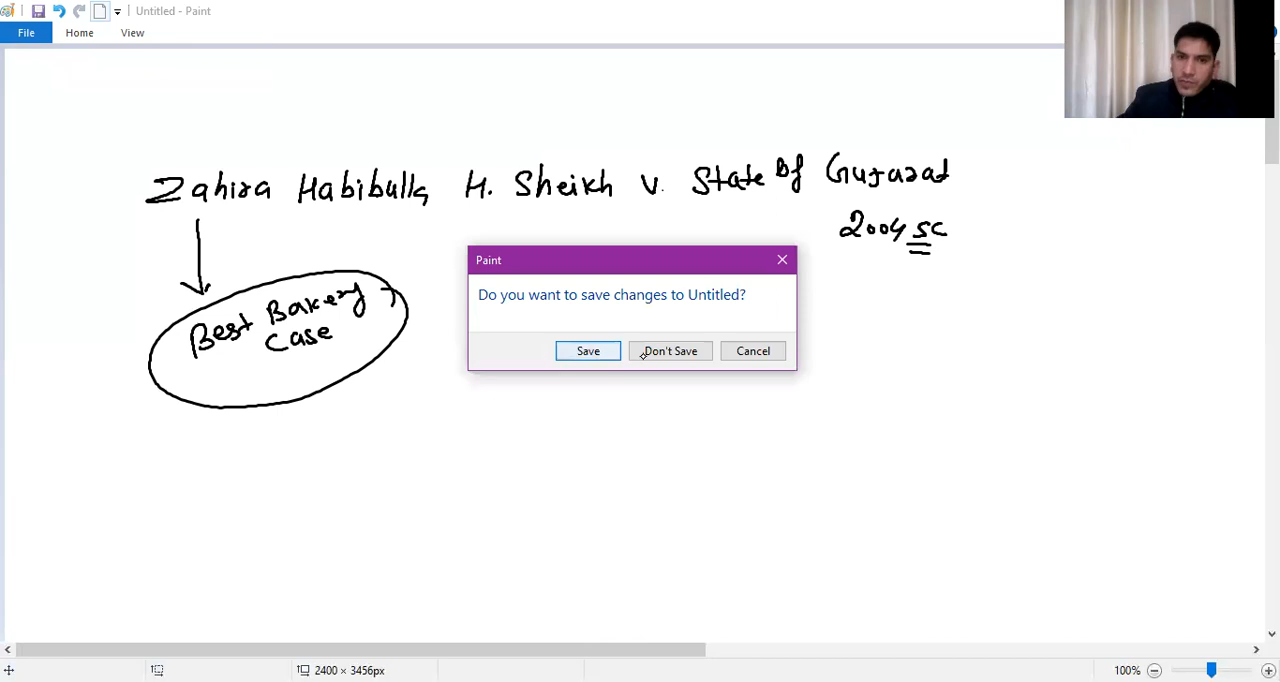 Untitled - Paint
File Home View
Zahira Habibulla H. Sheikh v. State Of Gujarat
2004 SC
Best Bakery
Case
Paint
Do you want to save changes to Untitled?
Save Don't Save Cancel
2400 × 3456px
100%